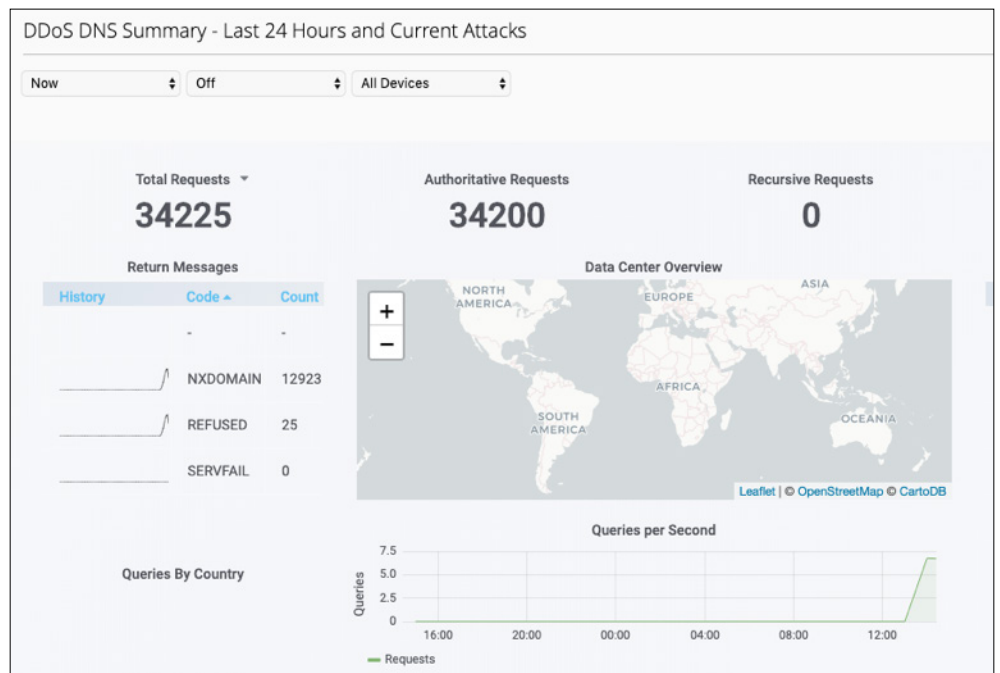 DDoS DNS Summary - Last 24 Hours and Current Attacks
Now Off All Devices
Total Requests
34225
Authoritative Requests
34200
Recursive Requests
0
Return Messages
History Code Count
- -
NXDOMAIN 12923
REFUSED 25
SERVFAIL 0
Data Center Overview
+
−
NORTH
AMERICA
EUROPE
ASIA
AFRICA
SOUTH
AMERICA
OCEANIA
Leaflet | © OpenStreetMap © CartoDB
Queries By Country
Queries per Second
Queries
7.5
5.0
2.5
0
16:00 20:00 00:00 04:00 08:00 12:00
Requests